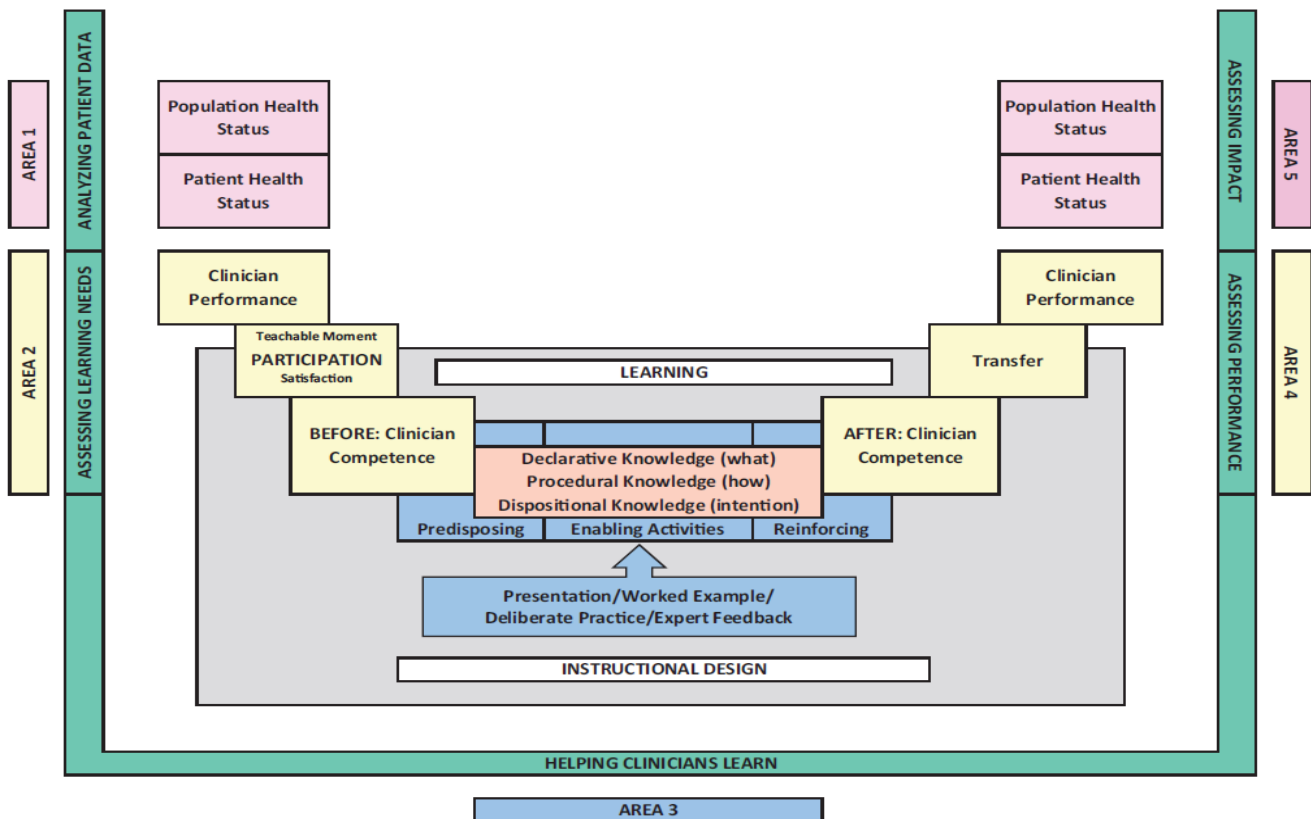 AREA 1
ANALYZING PATIENT DATA
Population Health
Status
Patient Health
Status
AREA 2
ASSESSING LEARNING NEEDS
Clinician
Performance
Teachable Moment
PARTICIPATION
Satisfaction
BEFORE: Clinician
Competence
LEARNING
Declarative Knowledge (what)
Procedural Knowledge (how)
Dispositional Knowledge (intention)
Predisposing
Enabling Activities
Reinforcing
Presentation/Worked Example/
Deliberate Practice/Expert Feedback
INSTRUCTIONAL DESIGN
AFTER: Clinician
Competence
Transfer
Clinician
Performance
Population Health
Status
Patient Health
Status
ASSESSING IMPACT
AREA 5
ASSESSING PERFORMANCE
AREA 4
HELPING CLINICIANS LEARN
AREA 3